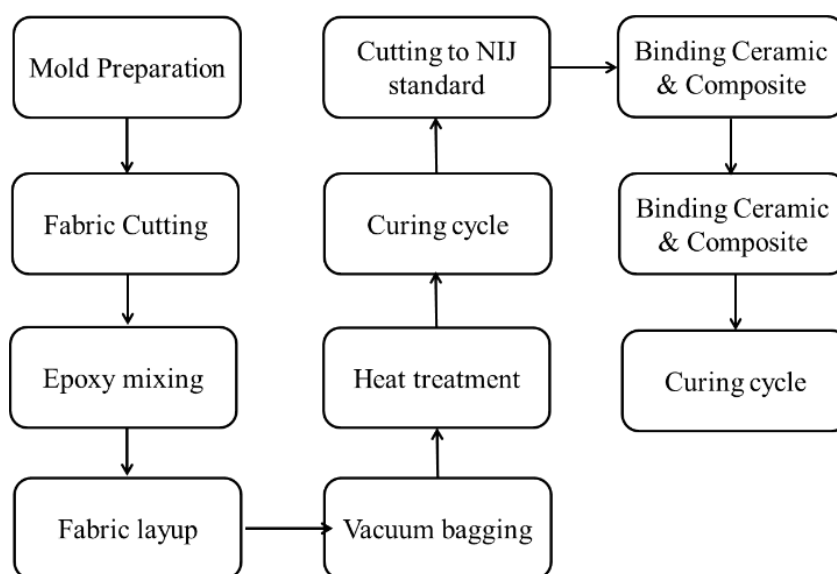 Mold Preparation
Fabric Cutting
Epoxy mixing
Fabric layup
Vacuum bagging
Heat treatment
Curing cycle
Cutting to NIJ
standard
Binding Ceramic
& Composite
Binding Ceramic
& Composite
Curing cycle